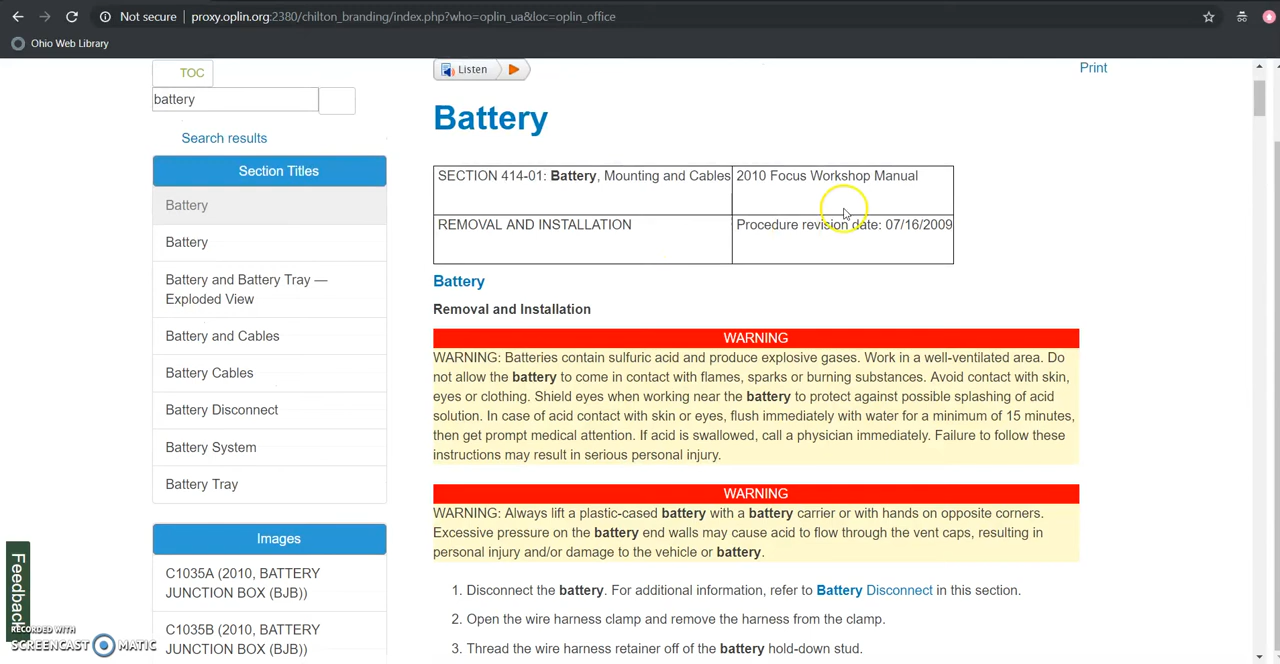 Not secure proxy.oplin.org:2380/chilton_branding/index.php?who=oplin_ua&loc=oplin_office
Ohio Web Library
TOC
battery
Search results
Section Titles
Battery
Battery
Battery and Battery Tray —
Exploded View
Battery and Cables
Battery Cables
Battery Disconnect
Battery System
Battery Tray
Images
C1035A (2010, BATTERY
JUNCTION BOX (BJB))
C1035B (2010, BATTERY
JUNCTION BOX (BJB))
Feedback
RECORDED WITH
SCREENCAST MATIC
Listen
Print
Battery
SECTION 414-01: Battery, Mounting and Cables 2010 Focus Workshop Manual
REMOVAL AND INSTALLATION Procedure revision date: 07/16/2009
Battery
Removal and Installation
WARNING
WARNING: Batteries contain sulfuric acid and produce explosive gases. Work in a well-ventilated area. Do
not allow the battery to come in contact with flames, sparks or burning substances. Avoid contact with skin,
eyes or clothing. Shield eyes when working near the battery to protect against possible splashing of acid
solution. In case of acid contact with skin or eyes, flush immediately with water for a minimum of 15 minutes,
then get prompt medical attention. If acid is swallowed, call a physician immediately. Failure to follow these
instructions may result in serious personal injury.
WARNING
WARNING: Always lift a plastic-cased battery with a battery carrier or with hands on opposite corners.
Excessive pressure on the battery end walls may cause acid to flow through the vent caps, resulting in
personal injury and/or damage to the vehicle or battery.
1. Disconnect the battery. For additional information, refer to Battery Disconnect in this section.
2. Open the wire harness clamp and remove the harness from the clamp.
3. Thread the wire harness retainer off of the battery hold-down stud.